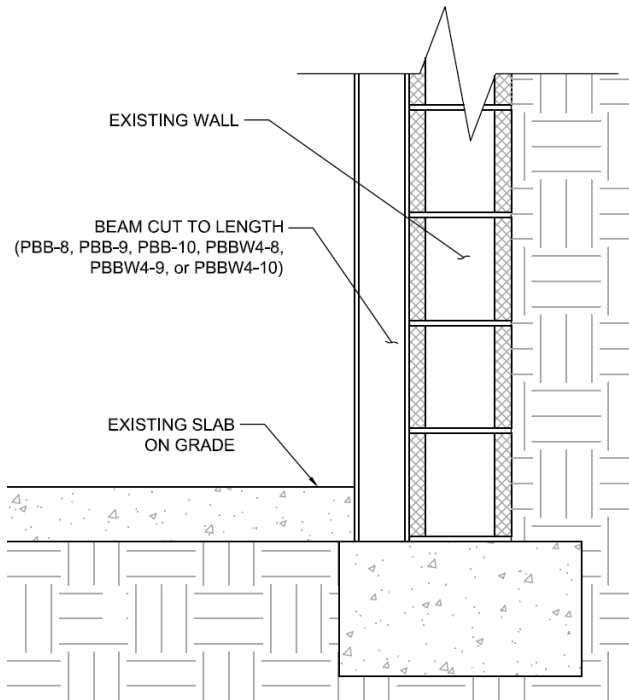 EXISTING WALL
BEAM CUT TO LENGTH
(PBB-8, PBB-9, PBB-10, PBBW4-8,
PBBW4-9, or PBBW4-10)
EXISTING SLAB
ON GRADE